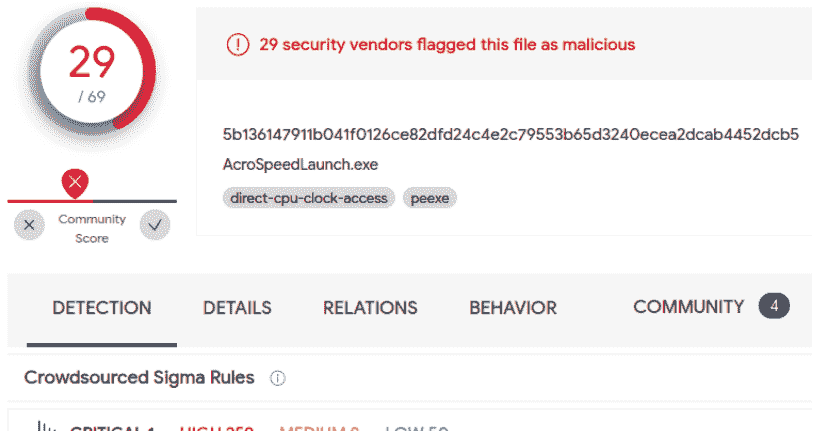 29
/ 69
29 security vendors flagged this file as malicious
5b136147911b041f0126ce82dfd24c4e2c79553b65d3240ecea2dcab4452dcb5
AcroSpeedLaunch.exe
direct-cpu-clock-access peexe
Community
Score
DETECTION DETAILS RELATIONS BEHAVIOR COMMUNITY 4
Crowdsourced Sigma Rules